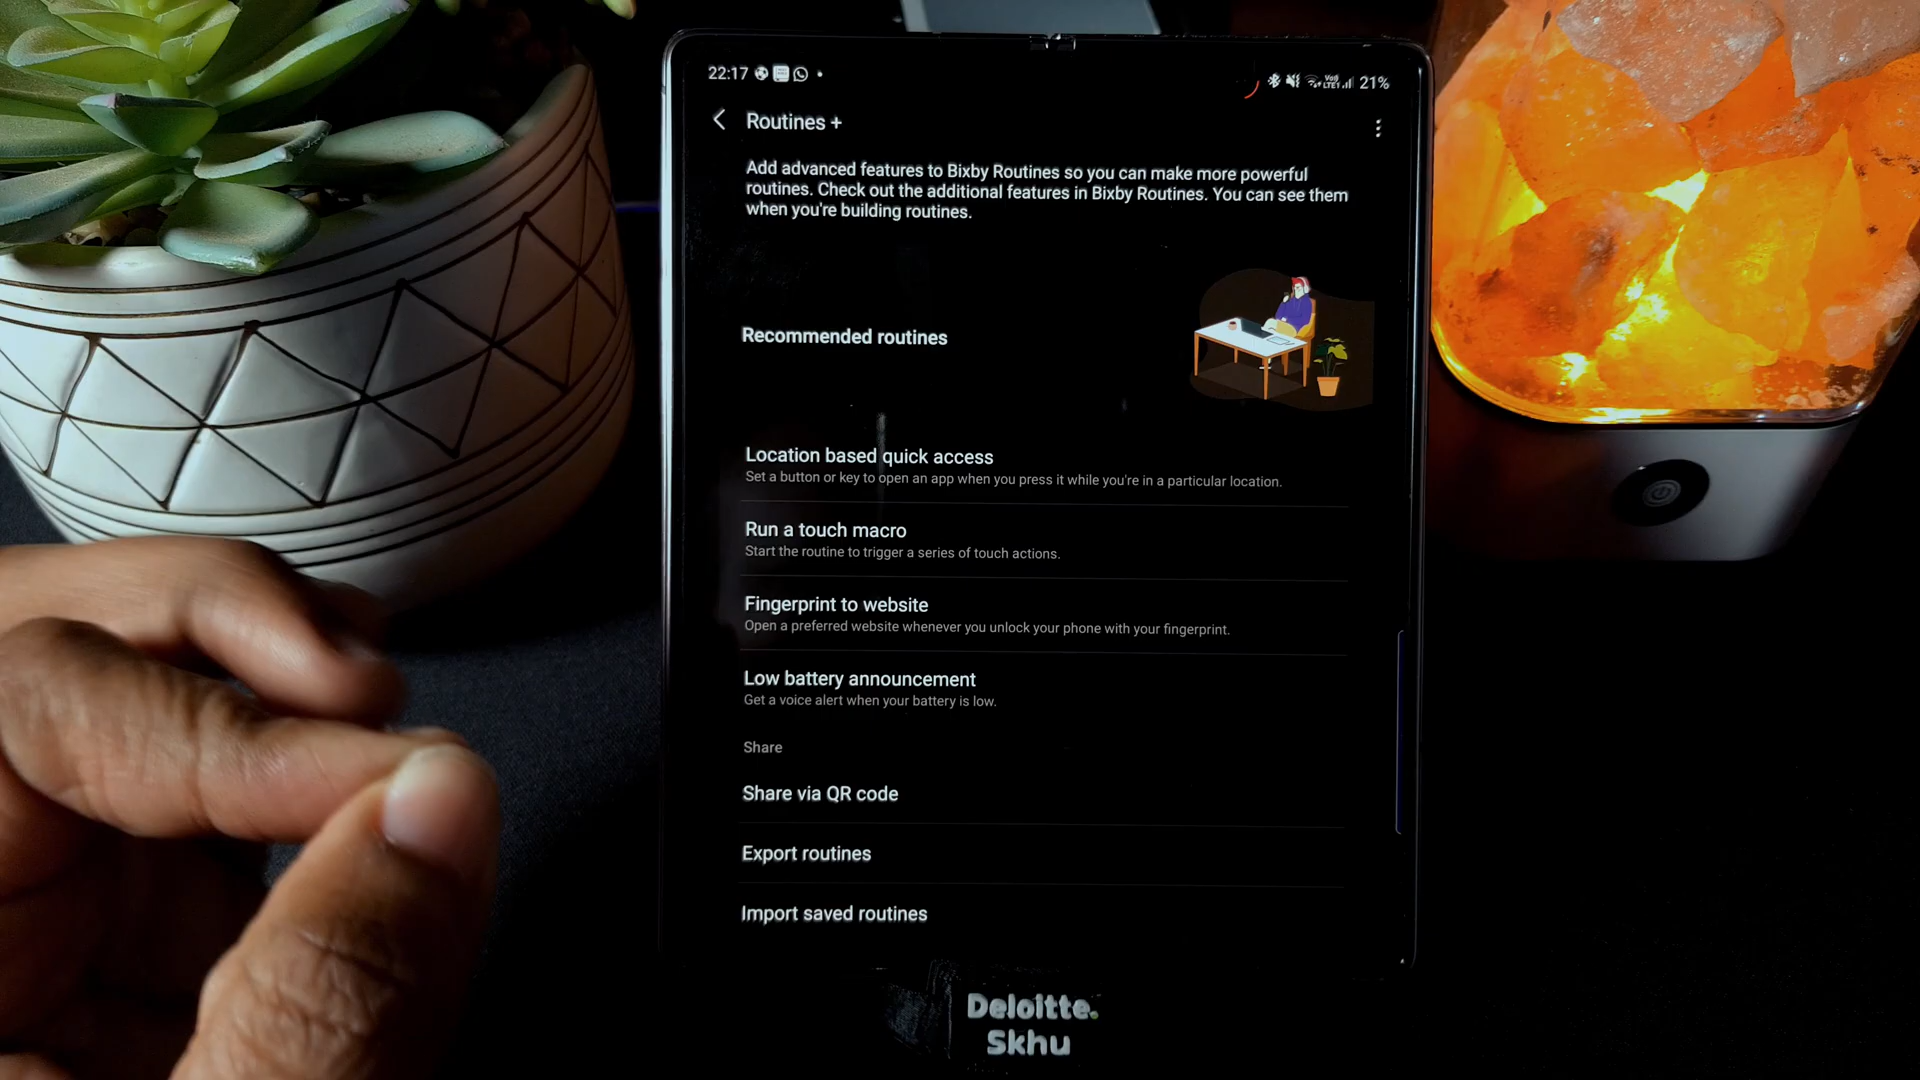 22:17
21%
Routines +
Add advanced features to Bixby Routines so you can make more powerful
routines. Check out the additional features in Bixby Routines. You can see them
when you're building routines.
Recommended routines
Location based quick access
Set a button or key to open an app when you press it while you're in a particular location.
Run a touch macro
Start the routine to trigger a series of touch actions.
Fingerprint to website
Open a preferred website whenever you unlock your phone with your fingerprint.
Low battery announcement
Get a voice alert when your battery is low.
Share
Share via QR code
Export routines
Import saved routines
Deloitte.
Skhu